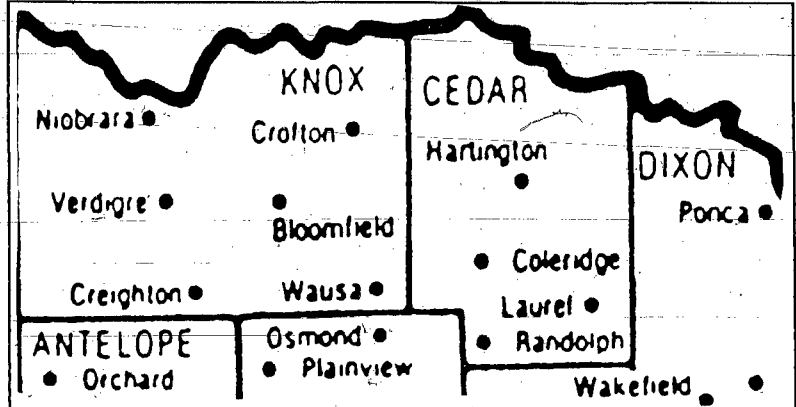 KNOX
CEDAR
Niobrara
Crofton
Hartington
DIXON
Verdigre
Ponca
Bloomfield
Coleridge
Creighton
Wausa
Laurel
ANTELOPE
Osmond
Randolph
Orchard
Plainview
Wakefield